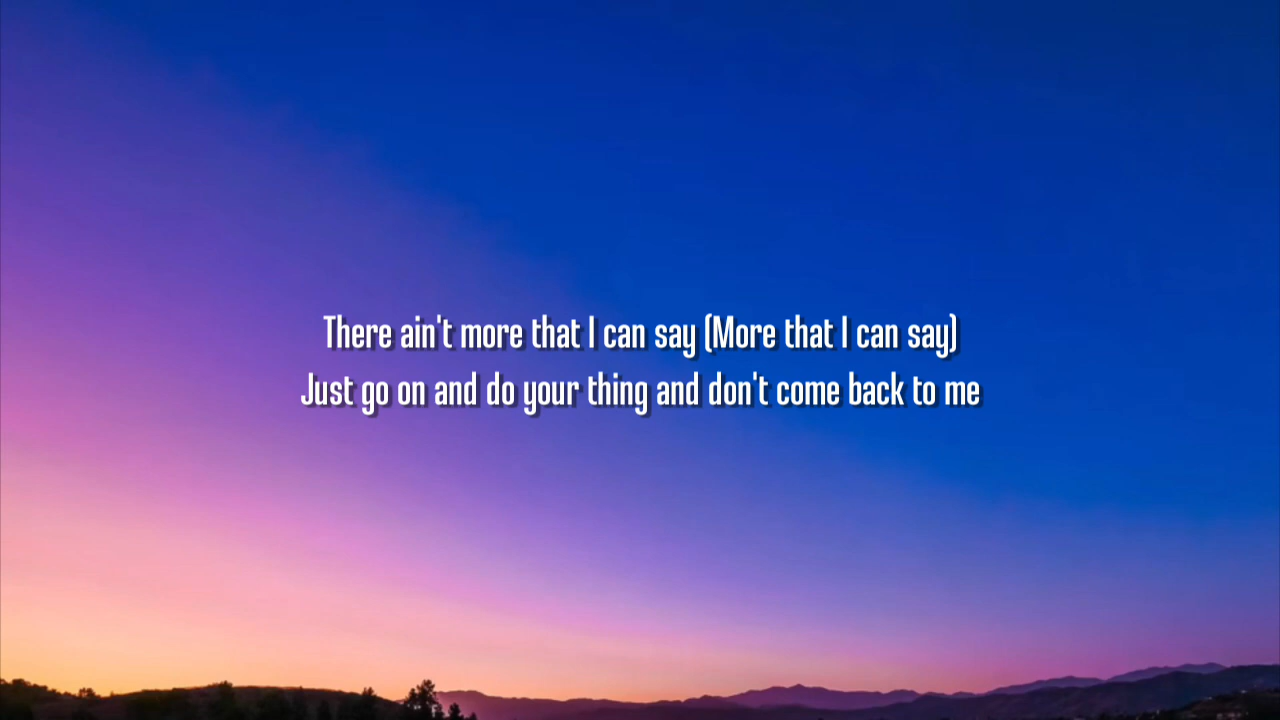 There ain't more that I can say (More that I can say)
Just go on and do your thing and don't come back to me